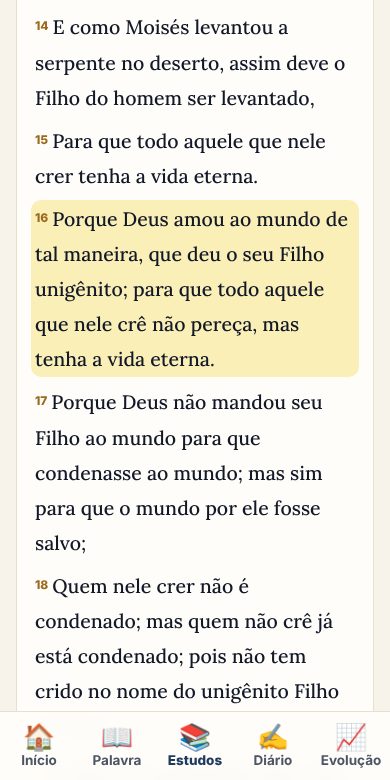 14 E como Moisés levantou a
serpente no deserto, assim deve o
Filho do homem ser levantado,
15 Para que todo aquele que nele
crer tenha a vida eterna.
16 Porque Deus amou ao mundo de
tal maneira, que deu o seu Filho
unigênito; para que todo aquele
que nele crê não pereça, mas
tenha a vida eterna.
17 Porque Deus não mandou seu
Filho ao mundo para que
condenasse ao mundo; mas sim
para que o mundo por ele fosse
salvo;
18 Quem nele crer não é
condenado; mas quem não crê já
está condenado; pois não tem
crido no nome do unigênito Filho
Início Palavra Estudos Diário Evolução